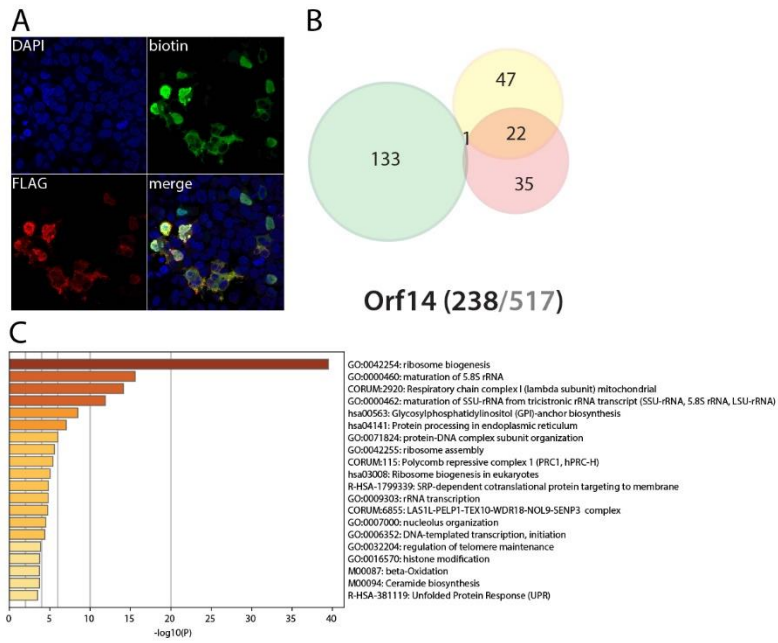 A
DAPI
biotin
FLAG
merge
B
47
1
22
133
35
Orf14 (238/517)
C
GO:0042254: ribosome biogenesis
GO:0000460: maturation of 5.8S rRNA
CORUM:2920: Respiratory chain complex I (lambda subunit) mitochondrial
GO:0000462: maturation of SSU-rRNA from tricistronic rRNA transcript (SSU-rRNA, 5.8S rRNA, LSU-rRNA)
hsa00563: Glycosylphosphatidylinositol (GPI)-anchor biosynthesis
hsa04141: Protein processing in endoplasmic reticulum
GO:0071824: protein-DNA complex subunit organization
GO:0042255: ribosome assembly
CORUM:115: Polycomb repressive complex 1 (PRC1, hPRC-H)
hsa03008: Ribosome biogenesis in eukaryotes
R-HSA-1799339: SRP-dependent cotranslational protein targeting to membrane
GO:0009303: rRNA transcription
CORUM:6855: LAS1L-PELP1-TEX10-WDR18-NOL9-SENP3 complex
GO:0007000: nucleolus organization
GO:0006352: DNA-templated transcription, initiation
GO:0032204: regulation of telomere maintenance
GO:0016570: histone modification
M00087: beta-Oxidation
M00094: Ceramide biosynthesis
R-HSA-381119: Unfolded Protein Response (UPR)
0 5 10 15 20 25 30 35 40
-log10(P)